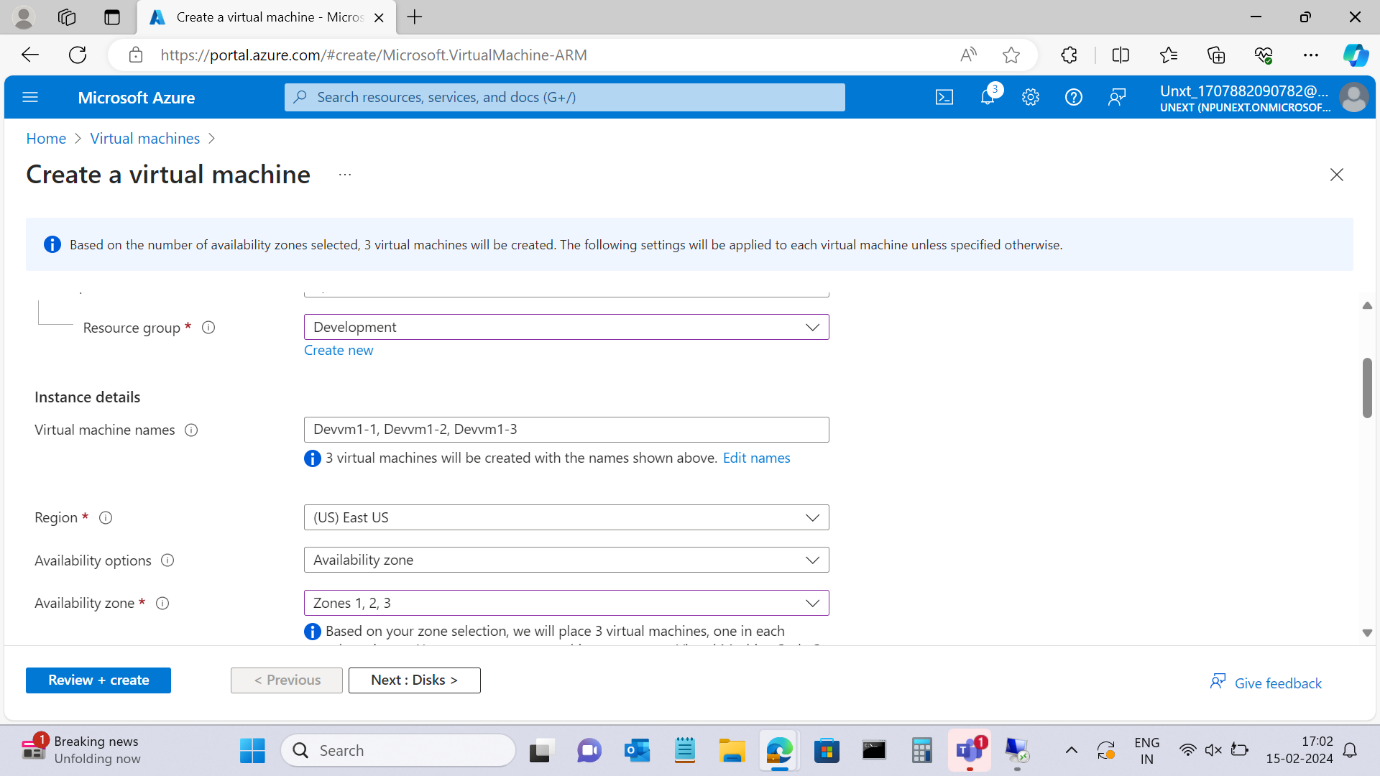 Create a virtual machine - Micros
https://portal.azure.com/#create/Microsoft.VirtualMachine-ARM
Microsoft Azure
Search resources, services, and docs (G+/)
3
Unxt_1707882090782@...
UNEXT (NPUNEXT.ONMICROSOF...
Home > Virtual machines >
Create a virtual machine ...
Based on the number of availability zones selected, 3 virtual machines will be created. The following settings will be applied to each virtual machine unless specified otherwise.
Resource group * Development
Create new
Instance details
Virtual machine names Devvm1-1, Devvm1-2, Devvm1-3
3 virtual machines will be created with the names shown above. Edit names
Region * (US) East US
Availability options Availability zone
Availability zone * Zones 1, 2, 3
Based on your zone selection, we will place 3 virtual machines, one in each
Review + create < Previous Next : Disks > Give feedback
1 Breaking news
Unfolding now
Search
1
ENG
IN
17:02
15-02-2024